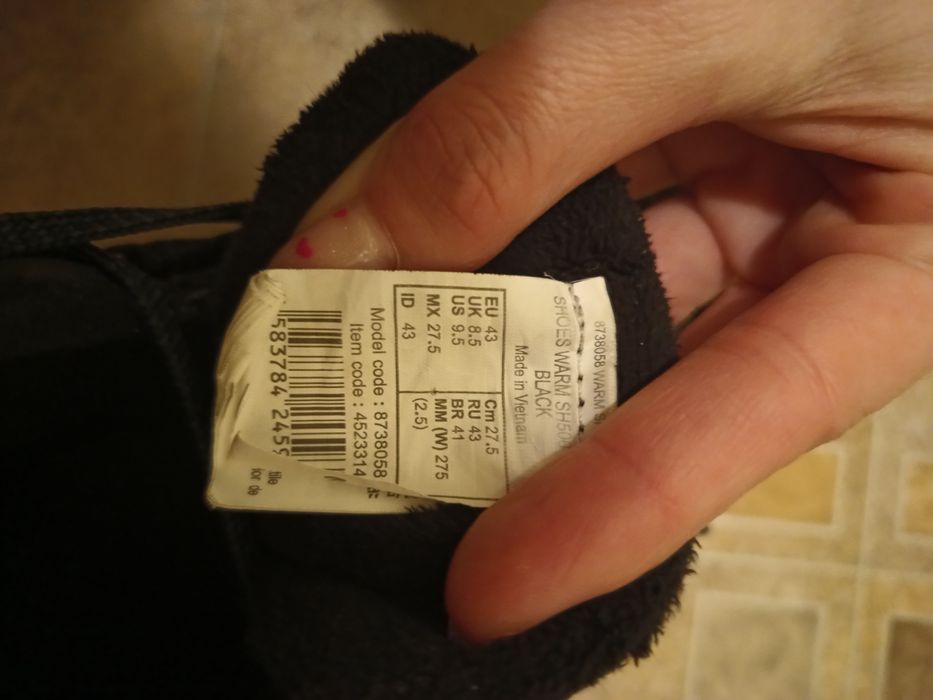 8738058 WARM
SHOES WARM
BLACK
Made in Vietnam
EU 43
UK 8.5
US 9.5
MX 27.5
ID 43
Cm 27.5
RU 43
BR 41
MM (W) 275
(2.5)
Model code : 8738058
Item code : 4523314
583784 2459